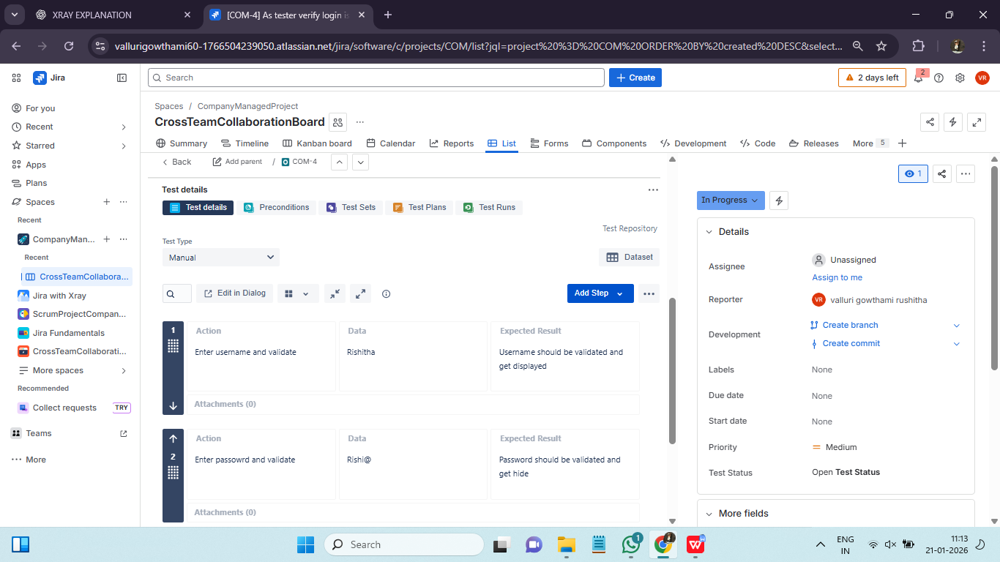 XRAY EXPLANATION
[COM-4] As tester verify login is
vallurigowthami60-1766504239050.atlassian.net/jira/software/c/projects/COM/list?jql=project%20%3D%20COM%20ORDER%20BY%20created%20DESC&selec...
Jira
Search
Create
2 days left
2
VR
For you
Recent
Starred
Apps
Plans
Spaces
Recent
CompanyMan...
Recent
CrossTeamCollabora...
Jira with Xray
ScrumProjectCompan...
Jira Fundamentals
CrossTeamCollaborati...
More spaces
Recommended
Collect requests TRY
Teams
More
Spaces / CompanyManagedProject
CrossTeamCollaborationBoard
Summary Timeline Kanban board Calendar Reports List Forms Components Development Code Releases More 5
Back Add parent / COM-4
Test details
Test details Preconditions Test Sets Test Plans Test Runs
Test Repository
Test Type
Manual
Dataset
Edit in Dialog
Add Step
1 Action Data Expected Result
Enter username and validate Rishitha Username should be validated and
get displayed
Attachments (0)
Action Data Expected Result
2 Enter passowrd and validate Rishi@ Password should be validated and
get hide
Attachments (0)
1
In Progress
Details
Assignee Unassigned
Assign to me
Reporter VR valluri gowthami rushitha
Development Create branch
Create commit
Labels None
Due date None
Start date None
Priority Medium
Test Status Open Test Status
More fields
Search
1
W
ENG
IN
11:13
21-01-2026